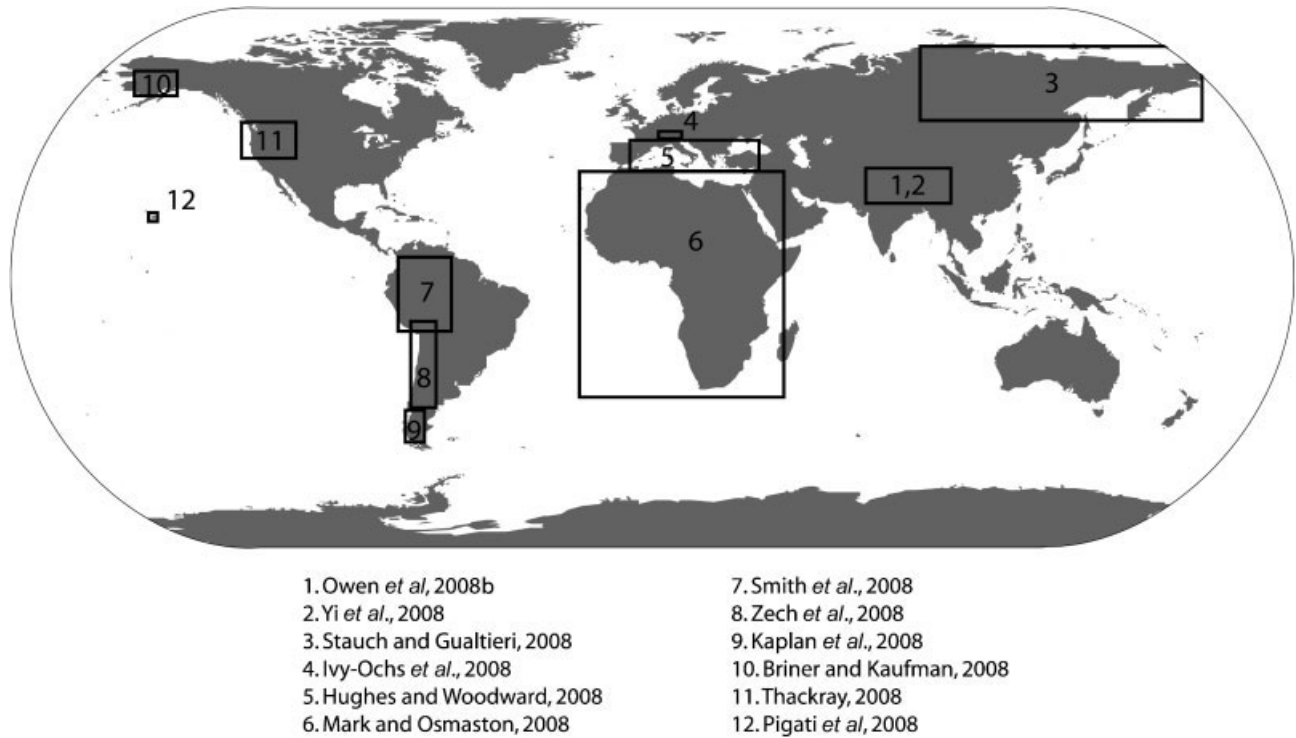 10
3
4
11
5
1,2
12
6
7
8
9
1. Owen et al, 2008b
2. Yi et al., 2008
3. Stauch and Gualtieri, 2008
4. Ivy-Ochs et al., 2008
5. Hughes and Woodward, 2008
6. Mark and Osmaston, 2008
7. Smith et al., 2008
8. Zech et al., 2008
9. Kaplan et al., 2008
10. Briner and Kaufman, 2008
11. Thackray, 2008
12. Pigati et al, 2008